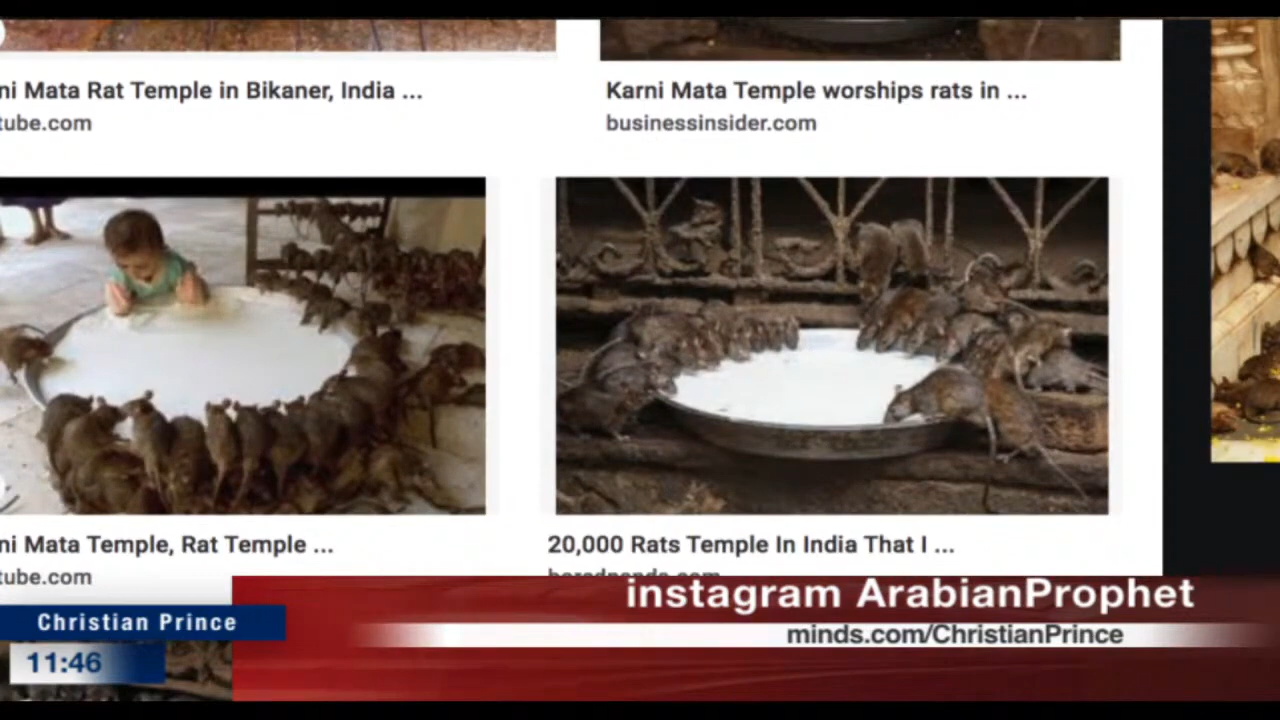 ni Mata Rat Temple in Bikaner, India ...
tube.com
Karni Mata Temple worships rats in ...
businessinsider.com
ni Mata Temple, Rat Temple ...
tube.com
20,000 Rats Temple In India That I ...
boredpanda.com
instagram ArabianProphet
minds.com/ChristianPrince
Christian Prince
11:46